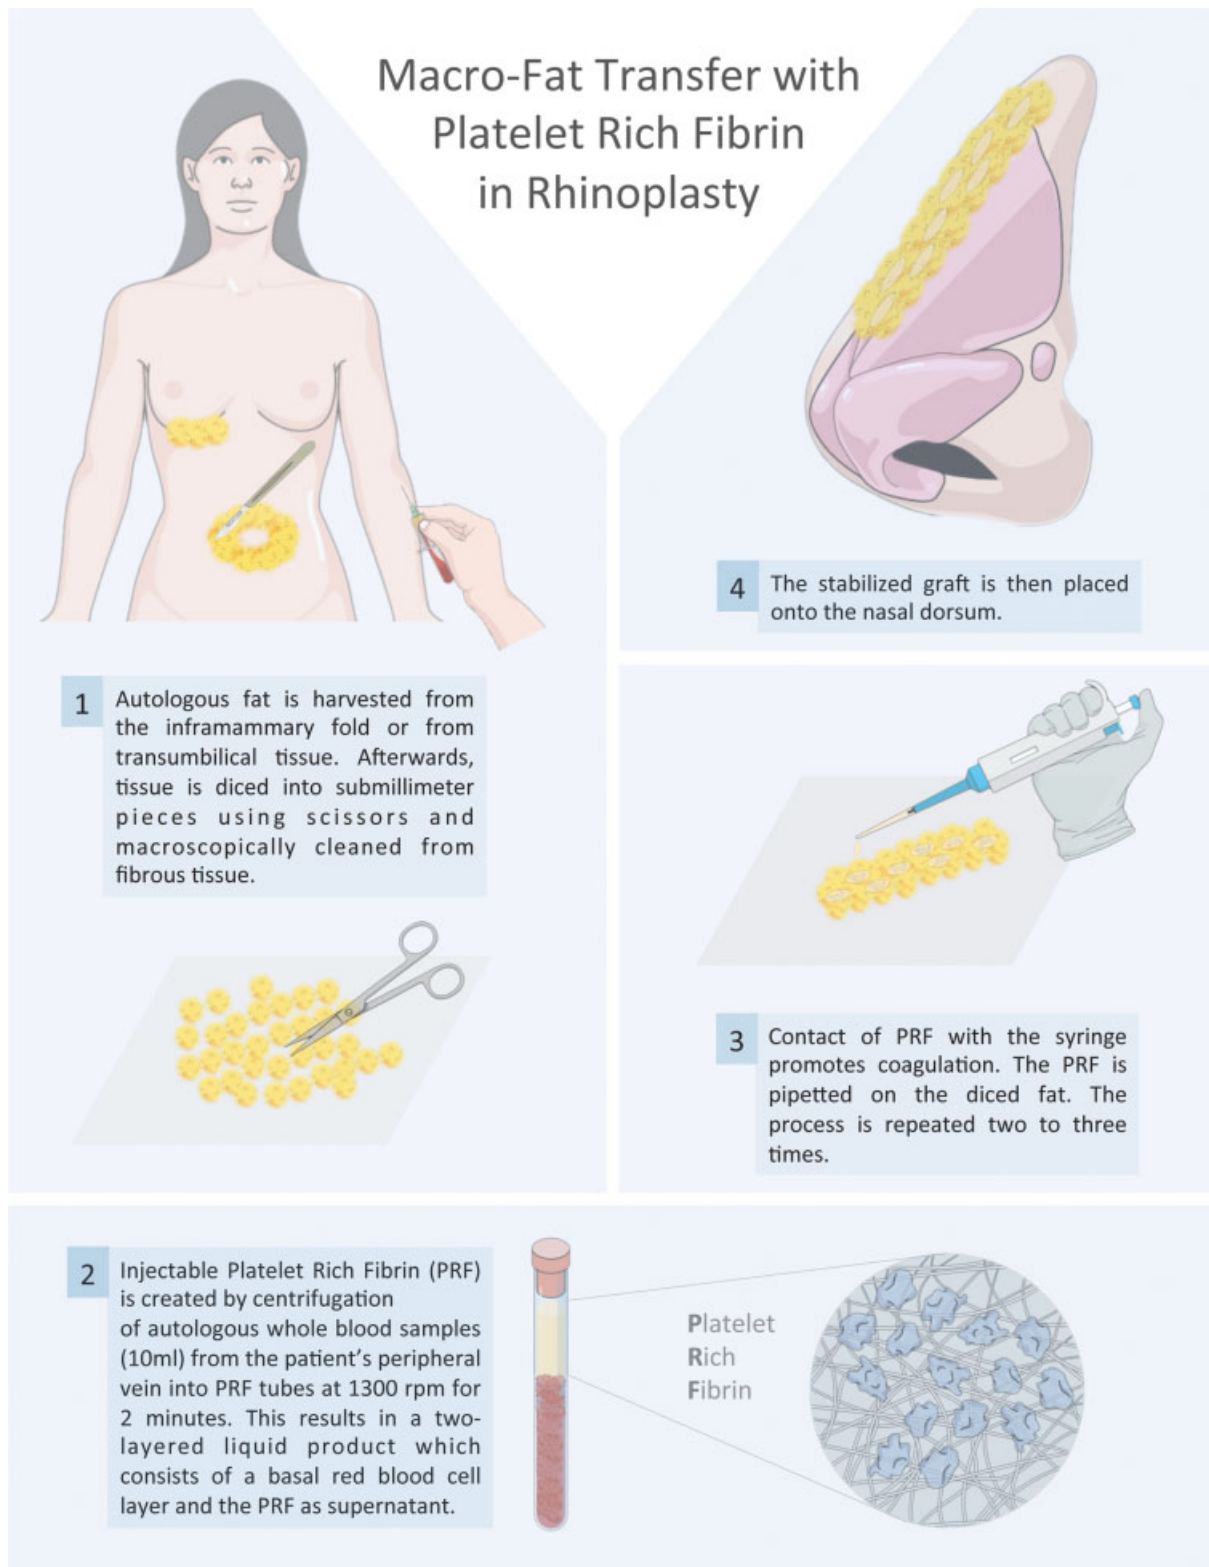 Macro-Fat Transfer with
Platelet Rich Fibrin
in Rhinoplasty
1
Autologous fat is harvested from
the inframammary fold or from
transumbilical tissue. Afterwards,
tissue is diced into submillimeter
pieces using scissors and
macroscopically cleaned from
fibrous tissue.
2
Injectable Platelet Rich Fibrin (PRF)
is created by centrifugation
of autologous whole blood samples
(10ml) from the patient's peripheral
vein into PRF tubes at 1300 rpm for
2 minutes. This results in a two-
layered liquid product which
consists of a basal red blood cell
layer and the PRF as supernatant.
Platelet
Rich
Fibrin
3
Contact of PRF with the syringe
promotes coagulation. The PRF is
pipetted on the diced fat. The
process is repeated two to three
times.
4
The stabilized graft is then placed
onto the nasal dorsum.